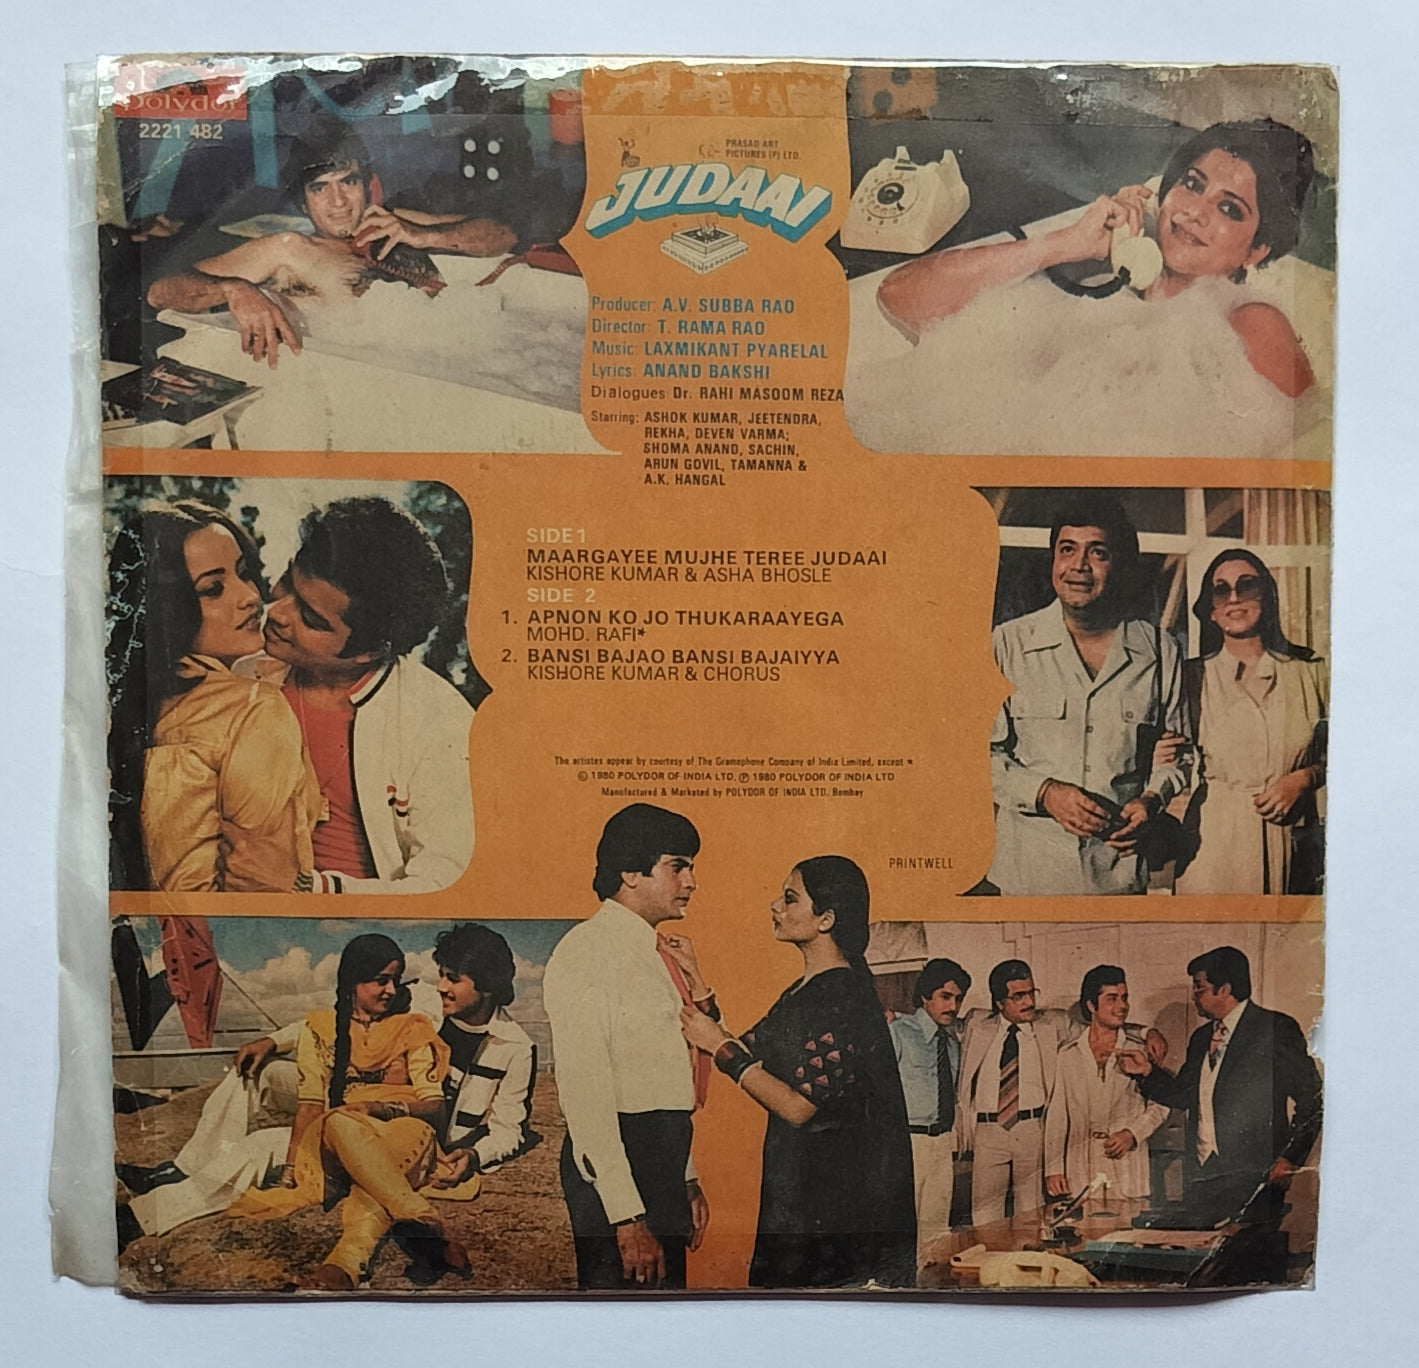 Polydor
2221 482
PRASAD ART
PICTURES (P) LTD.
JUDAAI
Producer: A.V. SUBBA RAO
Director: T. RAMA RAO
Music: LAXMIKANT PYARELAL
Lyrics: ANAND BAKSHI
Dialogues: Dr. RAHI MASOOM REZA
Starring: ASHOK KUMAR, JEETENDRA,
REKHA, DEVEN VARMA;
SHOMA ANAND, SACHIN,
ARUN GOVIL, TAMANNA &
A.K. HANGAL
SIDE 1
MAARGAYEE MUJHE TEREE JUDAAI
KISHORE KUMAR & ASHA BHOSLE
SIDE 2
1. APNON KO JO THUKARAAYEGA
MOHD. RAFI*
2. BANSI BAJAO BANSI BAJAIYYA
KISHORE KUMAR & CHORUS
The artistes appear by courtesy of The Gramophone Company of India Limited, except *
© 1980 POLYDOR OF INDIA LTD. ℗ 1980 POLYDOR OF INDIA LTD
Manufactured & Marketed by POLYDOR OF INDIA LTD. Bombay
PRINTWELL